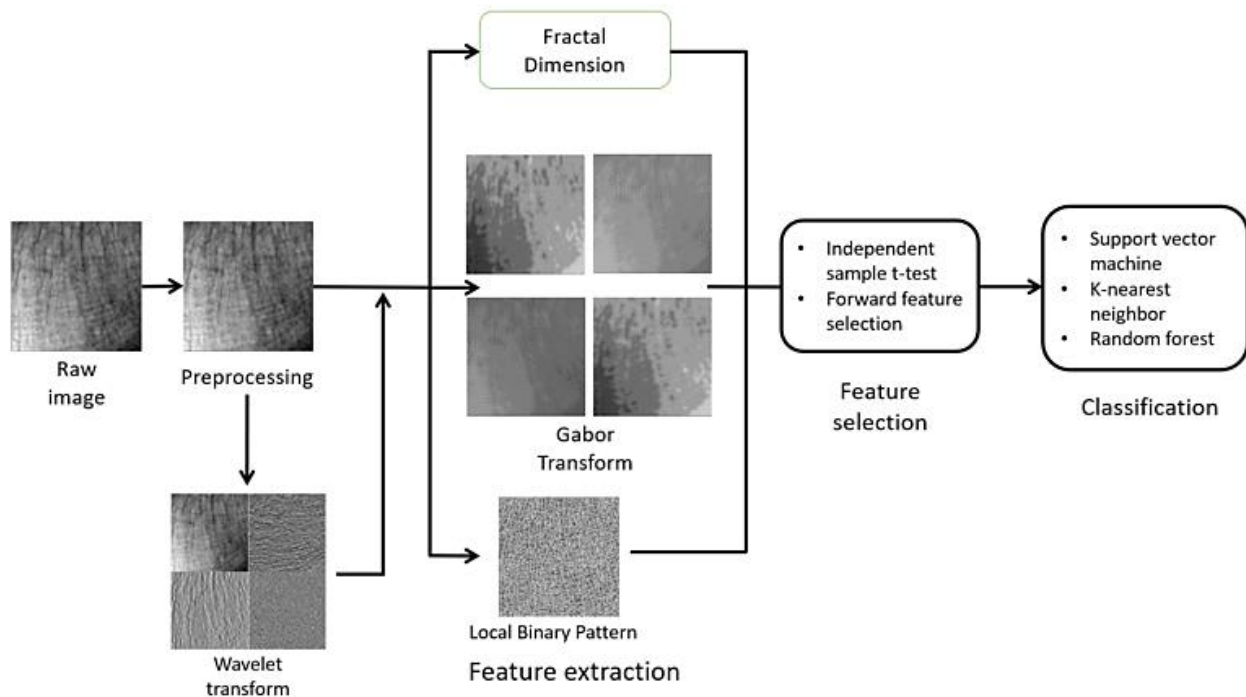 Fractal
Dimension
Raw
image
Preprocessing
Wavelet
transform
Gabor
Transform
Local Binary Pattern
Feature extraction
• Independent
sample t-test
• Forward feature
selection
Feature
selection
• Support vector
machine
• K-nearest
neighbor
• Random forest
Classification